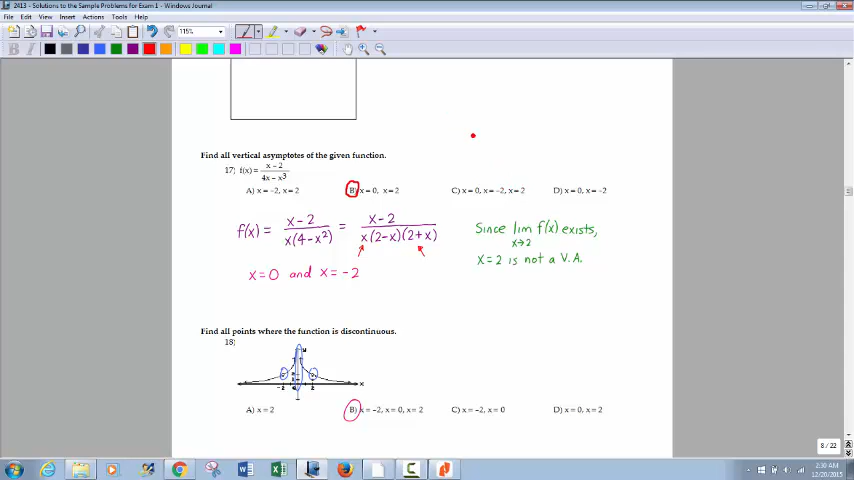 2413 - Solutions to the Sample Problems for Exam 1 - Windows Journal
File Edit View Insert Actions Tools Help
115%
B I
Find all vertical asymptotes of the given function.
17) f(x) = (x - 2)/(4x - x³)
A) x = -2, x = 2 B) x = 0, x = 2 C) x = 0, x = -2, x = 2 D) x = 0, x = -2
f(x) = (x-2)/(x(4-x²)) = (x-2)/(x(2-x)(2+x))
Since lim x→2 f(x) exists,
x=2 is not a V.A.
x=0 and x=-2
Find all points where the function is discontinuous.
18)
y
x
-2 2
A) x = 2 B) x = -2, x = 0, x = 2 C) x = -2, x = 0 D) x = 0, x = 2
8 / 22
2:30 AM
12/20/2015